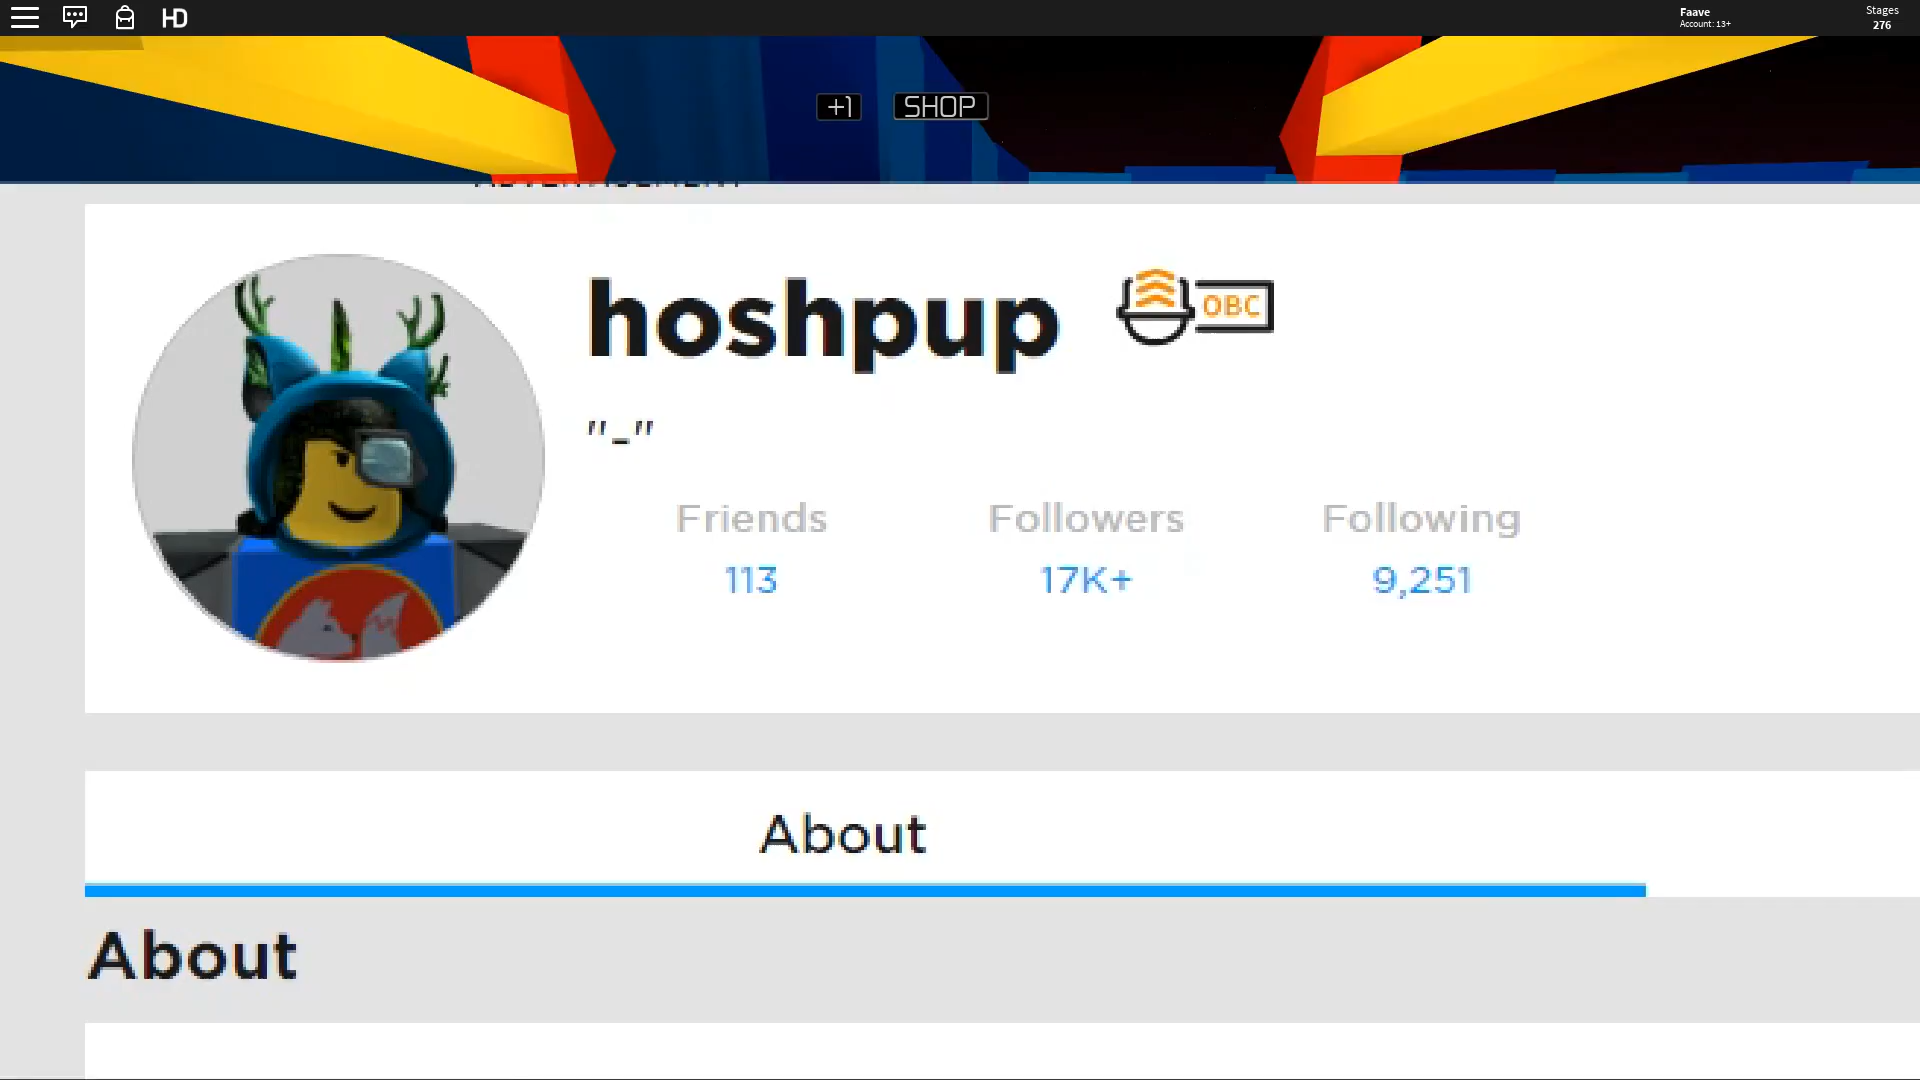 HD
Faave
Account: 13+
Stages
276
+1
SHOP
hoshpup
OBC
"-"
Friends
Followers
Following
113
17K+
9,251
About
About